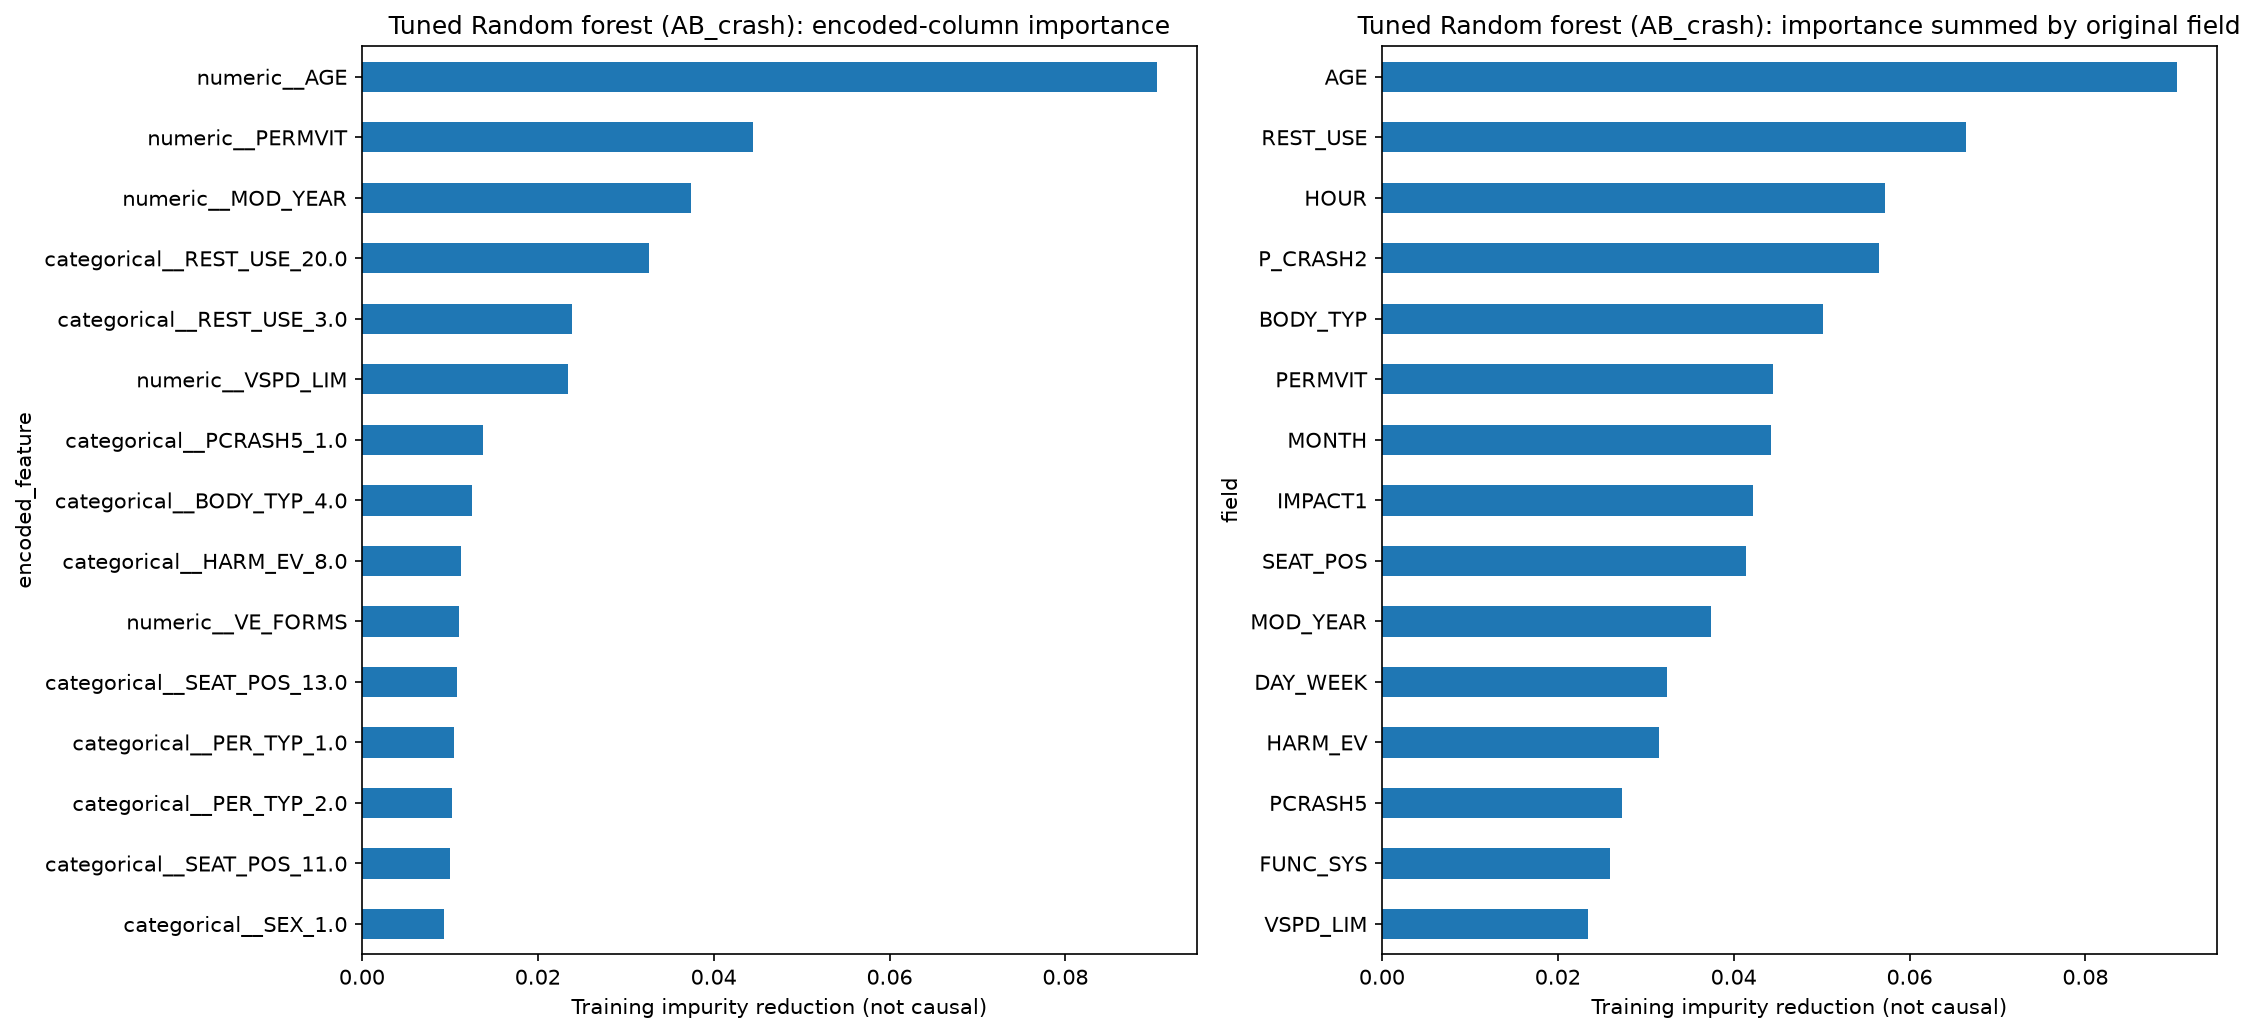 Tuned Random forest (AB_crash): encoded-column importance
encoded_feature
numeric__AGE
numeric__PERMVIT
numeric__MOD_YEAR
categorical__REST_USE_20.0
categorical__REST_USE_3.0
numeric__VSPD_LIM
categorical__PCRASH5_1.0
categorical__BODY_TYP_4.0
categorical__HARM_EV_8.0
numeric__VE_FORMS
categorical__SEAT_POS_13.0
categorical__PER_TYP_1.0
categorical__PER_TYP_2.0
categorical__SEAT_POS_11.0
categorical__SEX_1.0
0.00 0.02 0.04 0.06 0.08
Training impurity reduction (not causal)
Tuned Random forest (AB_crash): importance summed by original field
field
AGE
REST_USE
HOUR
P_CRASH2
BODY_TYP
PERMVIT
MONTH
IMPACT1
SEAT_POS
MOD_YEAR
DAY_WEEK
HARM_EV
PCRASH5
FUNC_SYS
VSPD_LIM
0.00 0.02 0.04 0.06 0.08
Training impurity reduction (not causal)